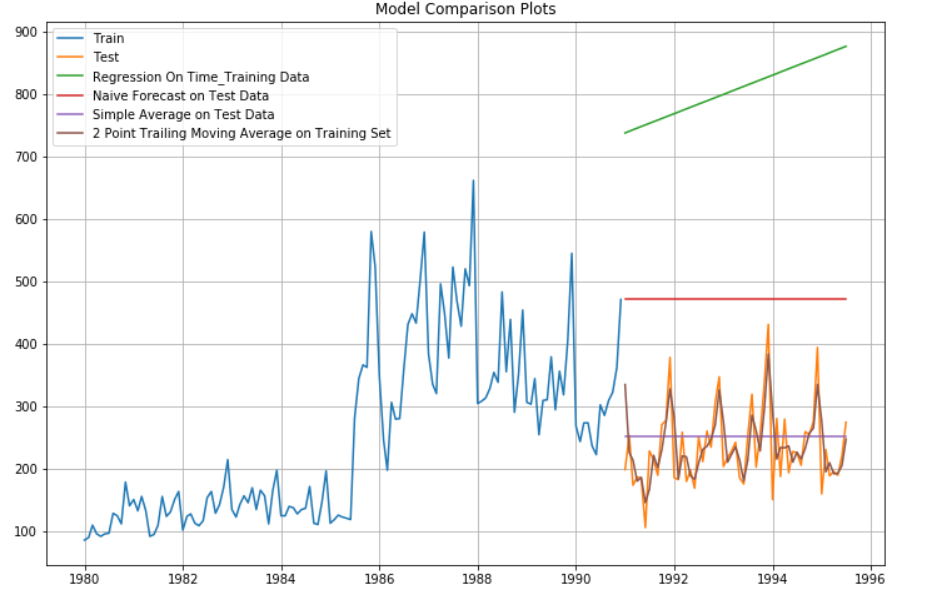 Model Comparison Plots
900
800
700
600
500
400
300
200
100
Train
Test
Regression On Time_Training Data
Naive Forecast on Test Data
Simple Average on Test Data
2 Point Trailing Moving Average on Training Set
1980 1982 1984 1986 1988 1990 1992 1994 1996